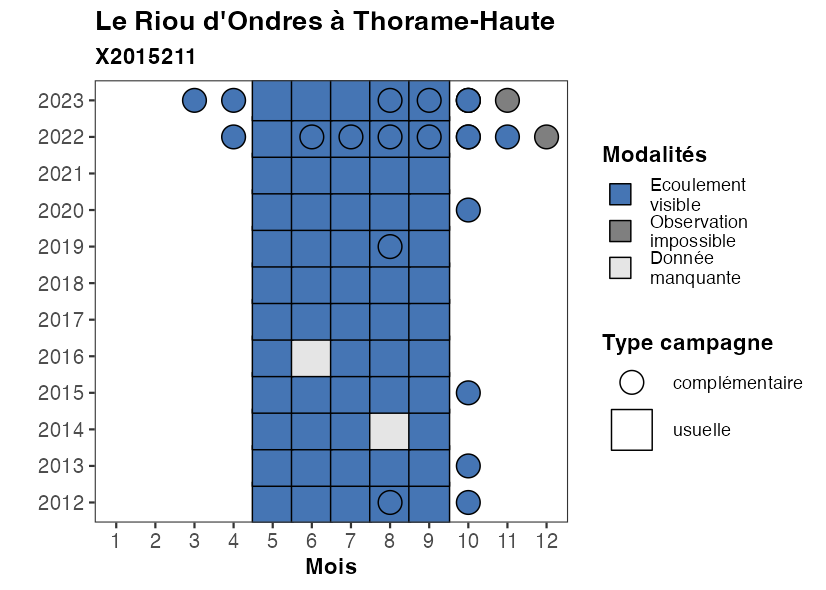 Le Riou d'Ondres à Thorame-Haute
X2015211
2023
2022
2021
2020
2019
2018
2017
2016
2015
2014
2013
2012
1 2 3 4 5 6 7 8 9 10 11 12
Mois
Modalités
Ecoulement
visible
Observation
impossible
Donnée
manquante
Type campagne
complémentaire
usuelle